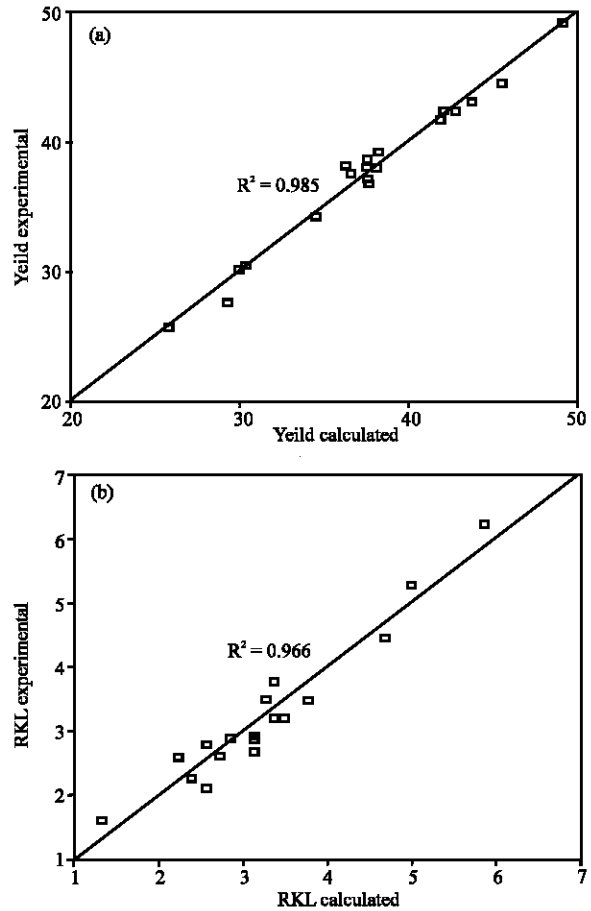 (a)
50
40
30
20
Yeild experimental
R² = 0.985
20 30 40 50
Yeild calculated
(b)
7
6
5
4
3
2
1
RKL experimental
R² = 0.966
1 2 3 4 5 6 7
RKL calculated